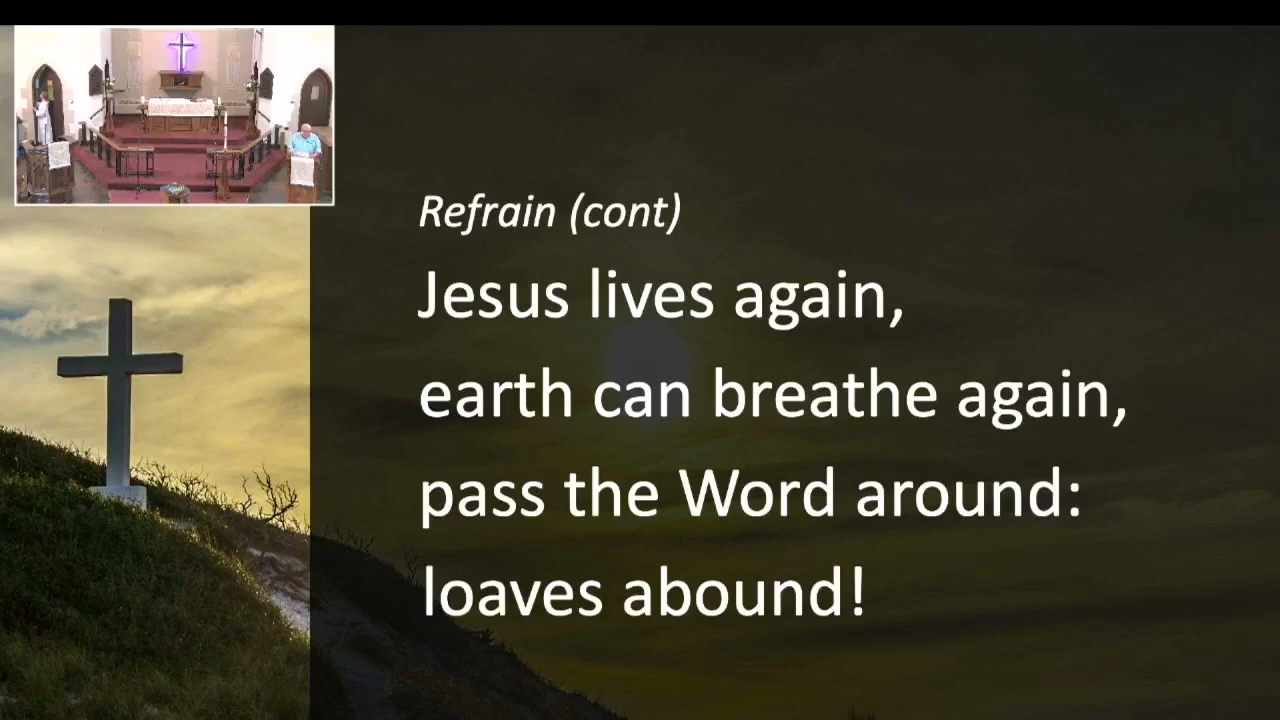 Refrain (cont)
Jesus lives again,
earth can breathe again,
pass the Word around:
loaves abound!